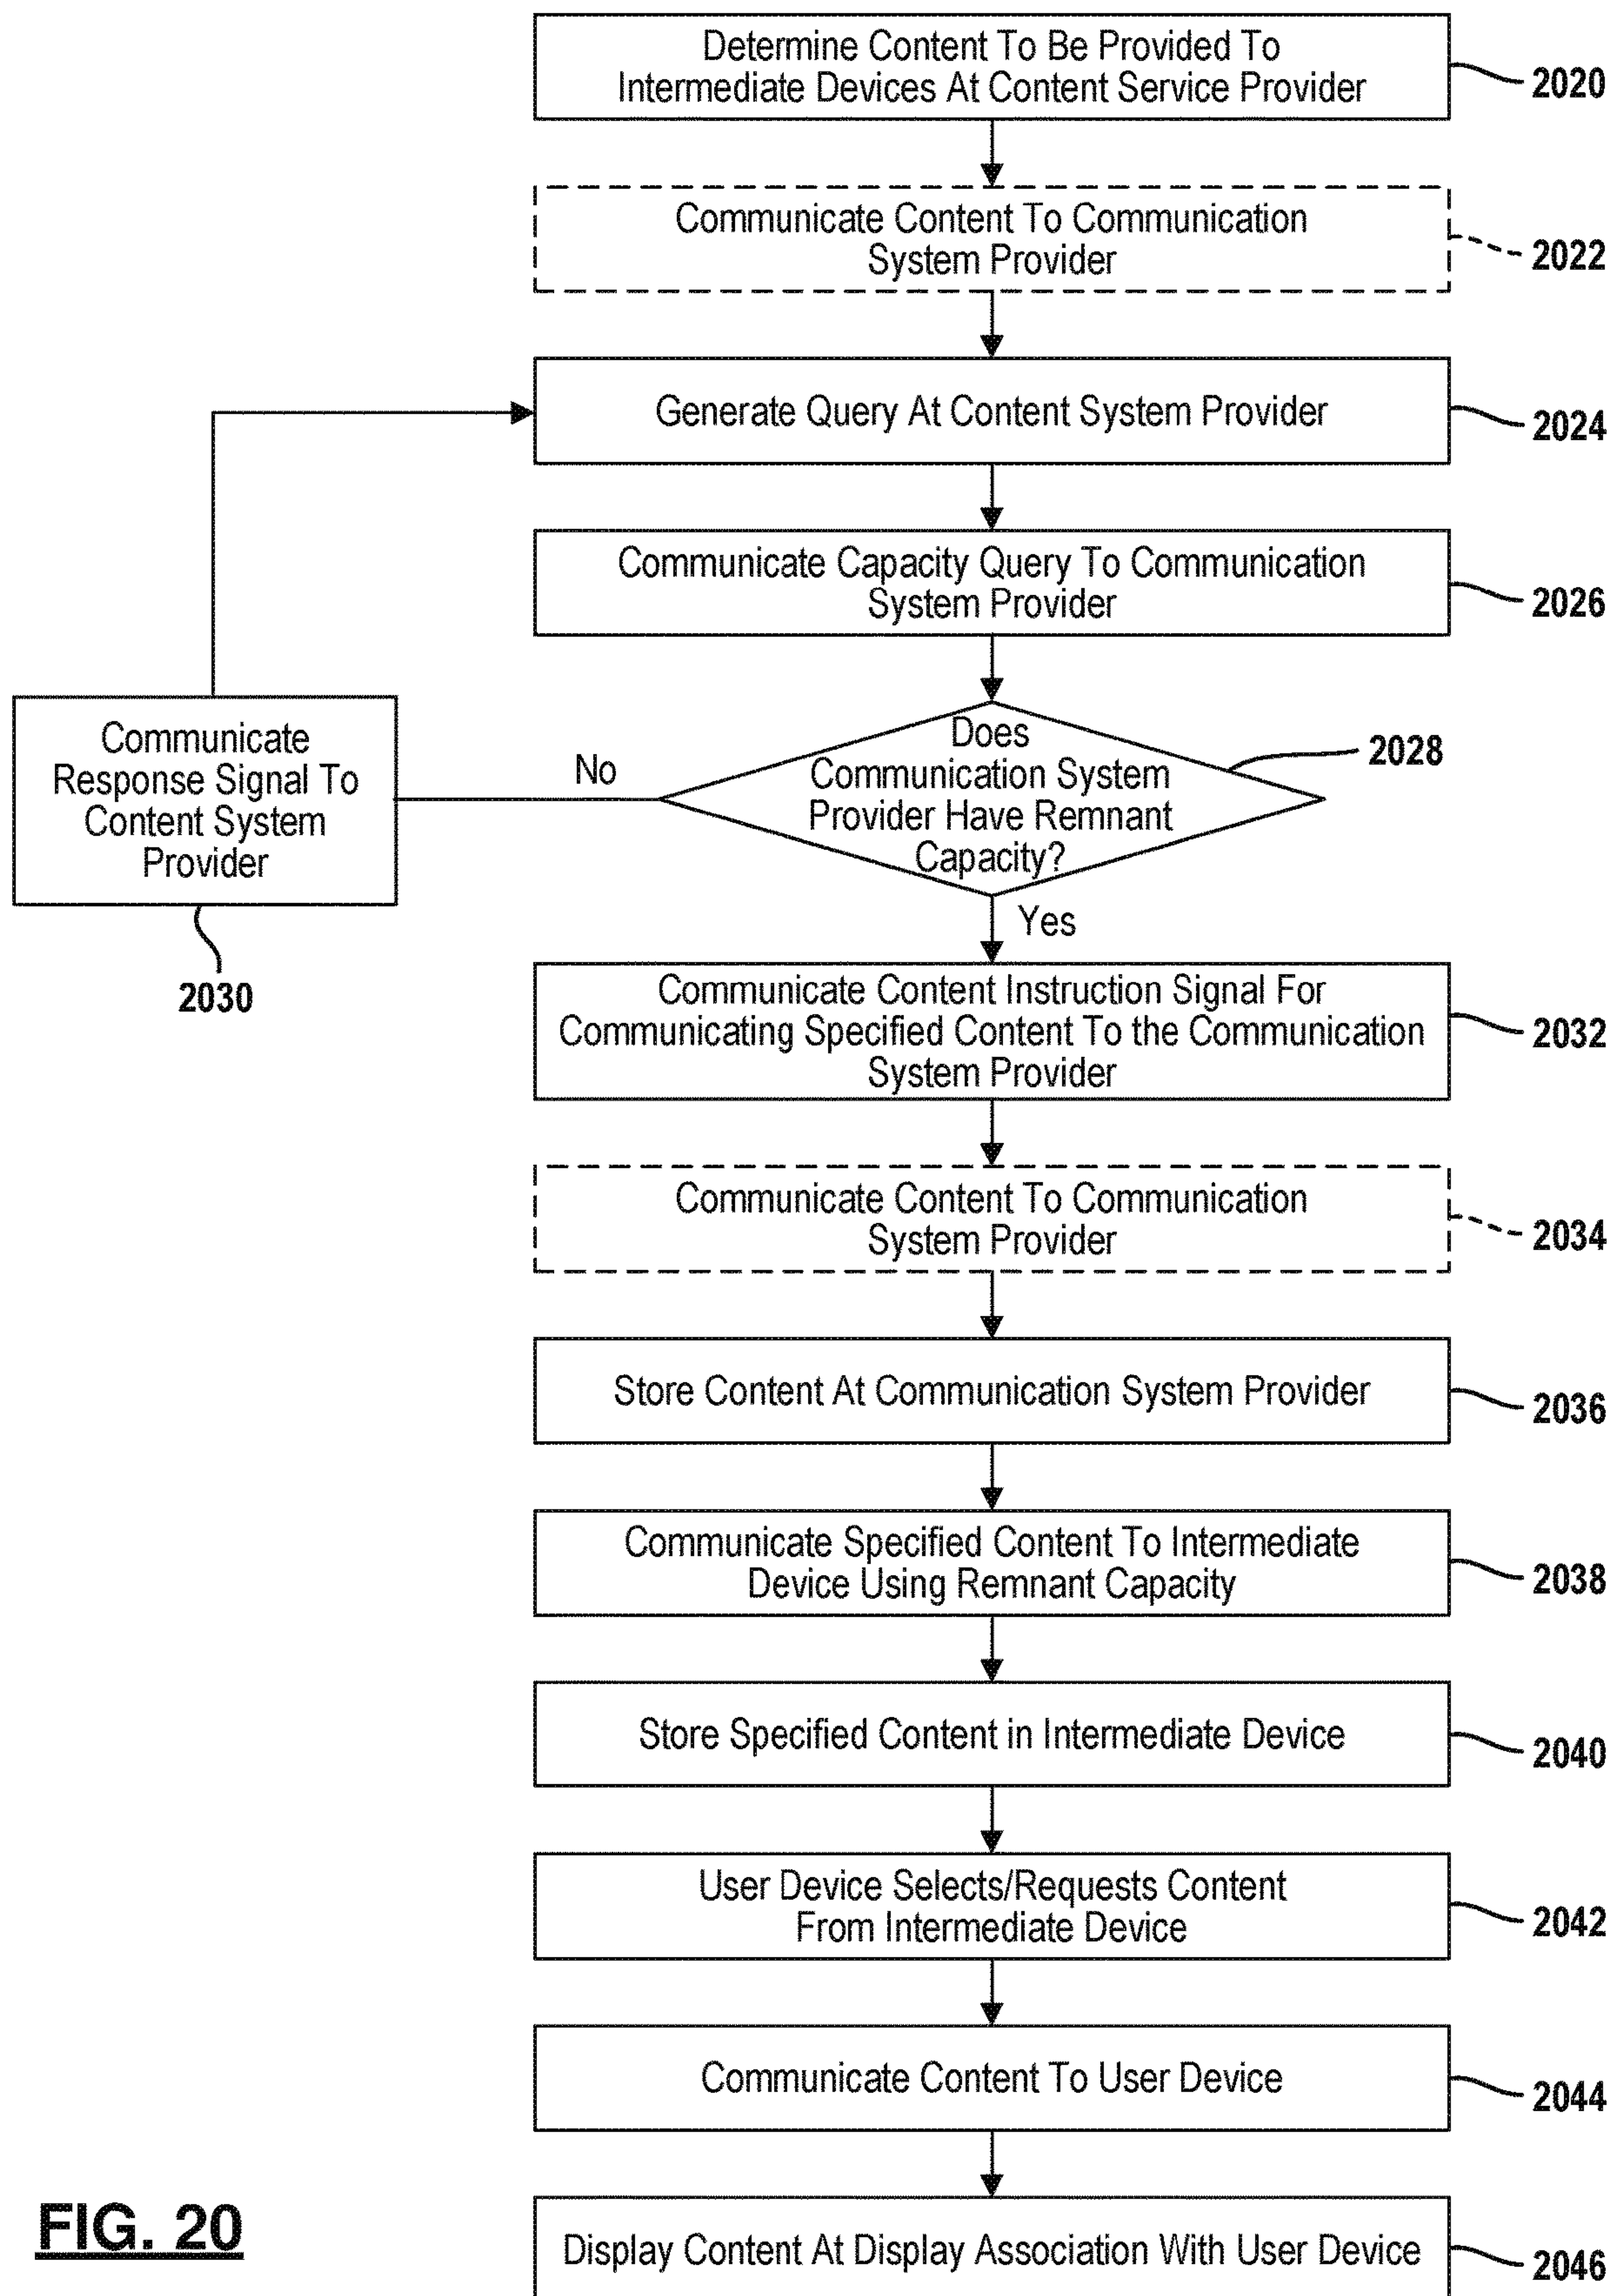 Determine Content To Be Provided To
Intermediate Devices At Content Service Provider
2020
Communicate Content To Communication
System Provider
2022
Generate Query At Content System Provider
2024
Communicate Capacity Query To Communication
System Provider
2026
Does
Communication System
Provider Have Remnant
Capacity?
2028
No
Communicate
Response Signal To
Content System
Provider
2030
Yes
Communicate Content Instruction Signal For
Communicating Specified Content To the Communication
System Provider
2032
Communicate Content To Communication
System Provider
2034
Store Content At Communication System Provider
2036
Communicate Specified Content To Intermediate
Device Using Remnant Capacity
2038
Store Specified Content in Intermediate Device
2040
User Device Selects/Requests Content
From Intermediate Device
2042
Communicate Content To User Device
2044
Display Content At Display Association With User Device
2046
FIG. 20